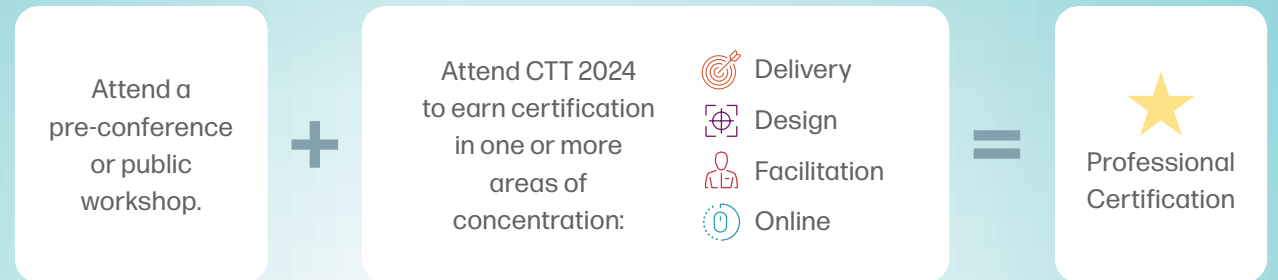 Attend a
pre-conference
or public
workshop.
+
Attend CTT 2024
to earn certification
in one or more
areas of
concentration:
Delivery
Design
Facilitation
Online
=
Professional
Certification